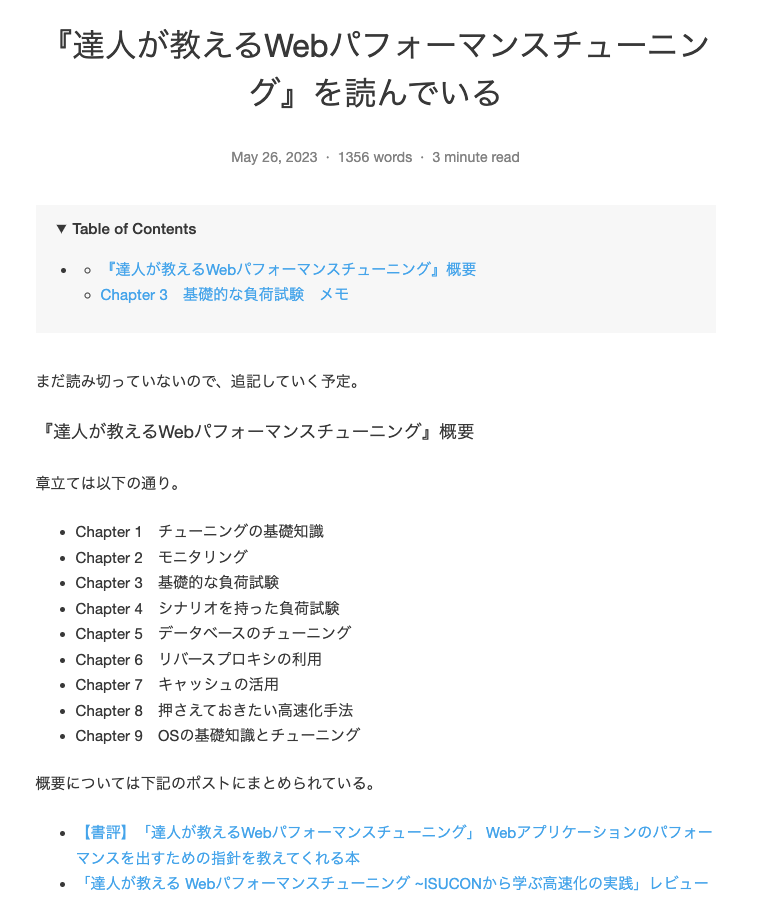 『達人が教えるWebパフォーマンスチューニン
グ』を読んでいる
May 26, 2023 · 1356 words · 3 minute read
▼ Table of Contents
• ◦ 『達人が教えるWebパフォーマンスチューニング』概要
◦ Chapter 3　基礎的な負荷試験　メモ
まだ読み切っていないので、追記していく予定。
『達人が教えるWebパフォーマンスチューニング』概要
章立ては以下の通り。
• Chapter 1　チューニングの基礎知識
• Chapter 2　モニタリング
• Chapter 3　基礎的な負荷試験
• Chapter 4　シナリオを持った負荷試験
• Chapter 5　データベースのチューニング
• Chapter 6　リバースプロキシの利用
• Chapter 7　キャッシュの活用
• Chapter 8　押さえておきたい高速化手法
• Chapter 9　OSの基礎知識とチューニング
概要については下記のポストにまとめられている。
• 【書評】「達人が教えるWebパフォーマンスチューニング」 Webアプリケーションのパフォー
マンスを出すための指針を教えてくれる本
• 「達人が教える Webパフォーマンスチューニング ~ISUCONから学ぶ高速化の実践」レビュー